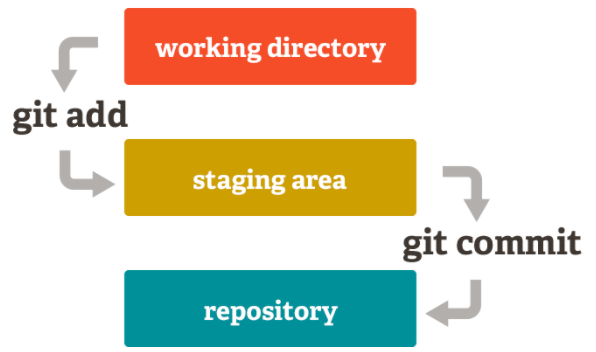 working directory
git add
staging area
git commit
repository